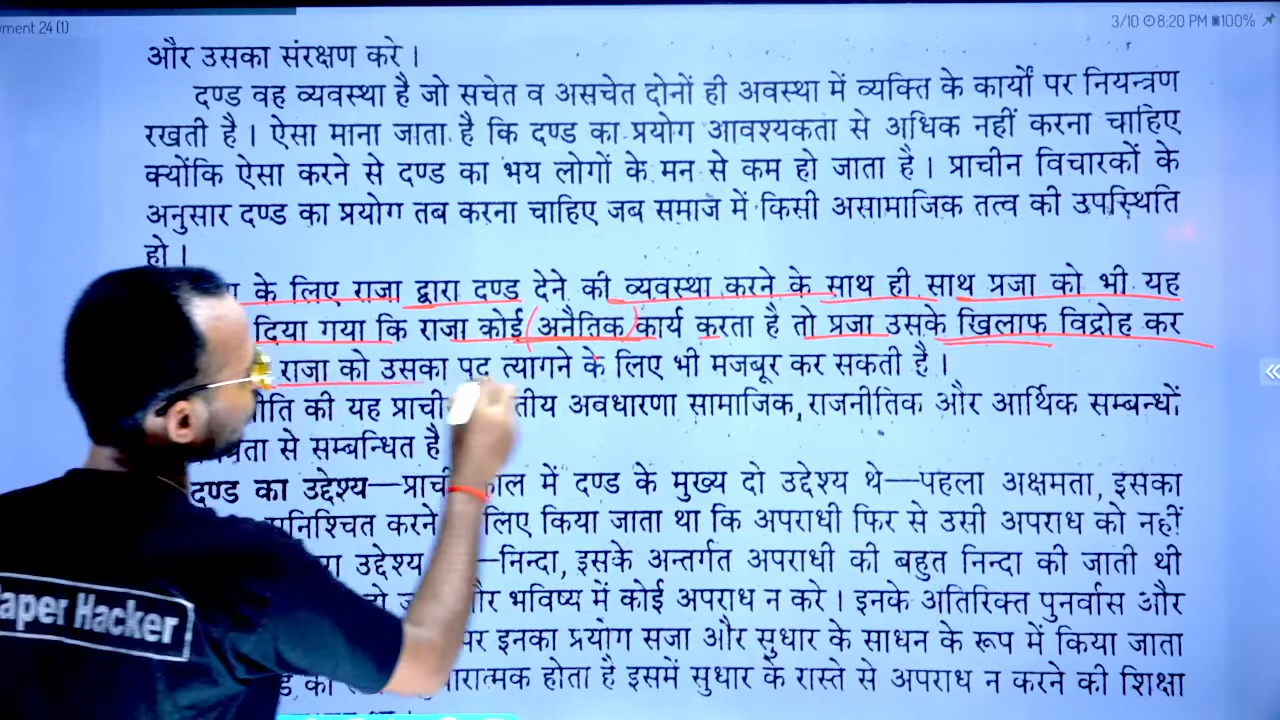 ment 24 (1)
3/10 8:20 PM 100%
और उसका संरक्षण करे ।
दण्ड वह व्यवस्था है जो सचेत व असचेत दोनों ही अवस्था में व्यक्ति के कार्यों पर नियन्त्रण
रखती है । ऐसा माना जाता है कि दण्ड का प्रयोग आवश्यकता से अधिक नहीं करना चाहिए
क्योंकि ऐसा करने से दण्ड का भय लोगों के मन से कम हो जाता है । प्राचीन विचारकों के
अनुसार दण्ड का प्रयोग तब करना चाहिए जब समाज में किसी असामाजिक तत्व की उपस्थिति
हो ।
के लिए राजा द्वारा दण्ड देने की व्यवस्था करने के साथ ही साथ प्रजा को भी यह
दिया गया कि राजा कोई अनैतिक कार्य करता है तो प्रजा उसके खिलाफ विद्रोह कर
राजा को उसका पद त्यागने के लिए भी मजबूर कर सकती है ।
की यह अवधारणा सामाजिक, राजनीतिक और आर्थिक सम्बन्धों
से सम्बन्धित है
दण्ड का उद्देश्य— में दण्ड के मुख्य दो उद्देश्य थे—पहला अक्षमता, इसका
करने लिए किया जाता था कि अपराधी फिर से उसी अपराध को नहीं
उद्देश्य —निन्दा, इसके अन्तर्गत अपराधी की बहुत निन्दा की जाती थी
भविष्य में कोई अपराध न करे । इनके अतिरिक्त पुनर्वास और
पर इनका प्रयोग सजा और सुधार के साधन के रूप में किया जाता
होता है इसमें सुधार के रास्ते से अपराध न करने की शिक्षा
aper Hacker